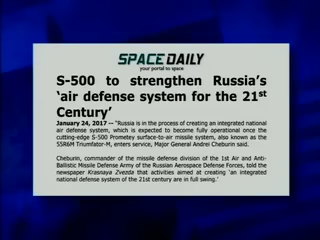 SPACE DAILY
your portal to space
S-500 to strengthen Russia's
'air defense system for the 21st
Century'
January 24, 2017 -- "Russia is in the process of creating an integrated national
air defense system, which is expected to become fully operational once the
cutting-edge S-500 Prometey surface-to-air missile system, also known as the
55R6M Triumfator-M, enters service, Major General Andrei Cheburin said.
Cheburin, commander of the missile defense division of the 1st Air and Anti-
Ballistic Missile Defense Army of the Russian Aerospace Defense Forces, told the
newspaper Krasnaya Zvezda that activities aimed at creating 'an integrated
national defense system of the 21st century are in full swing.'